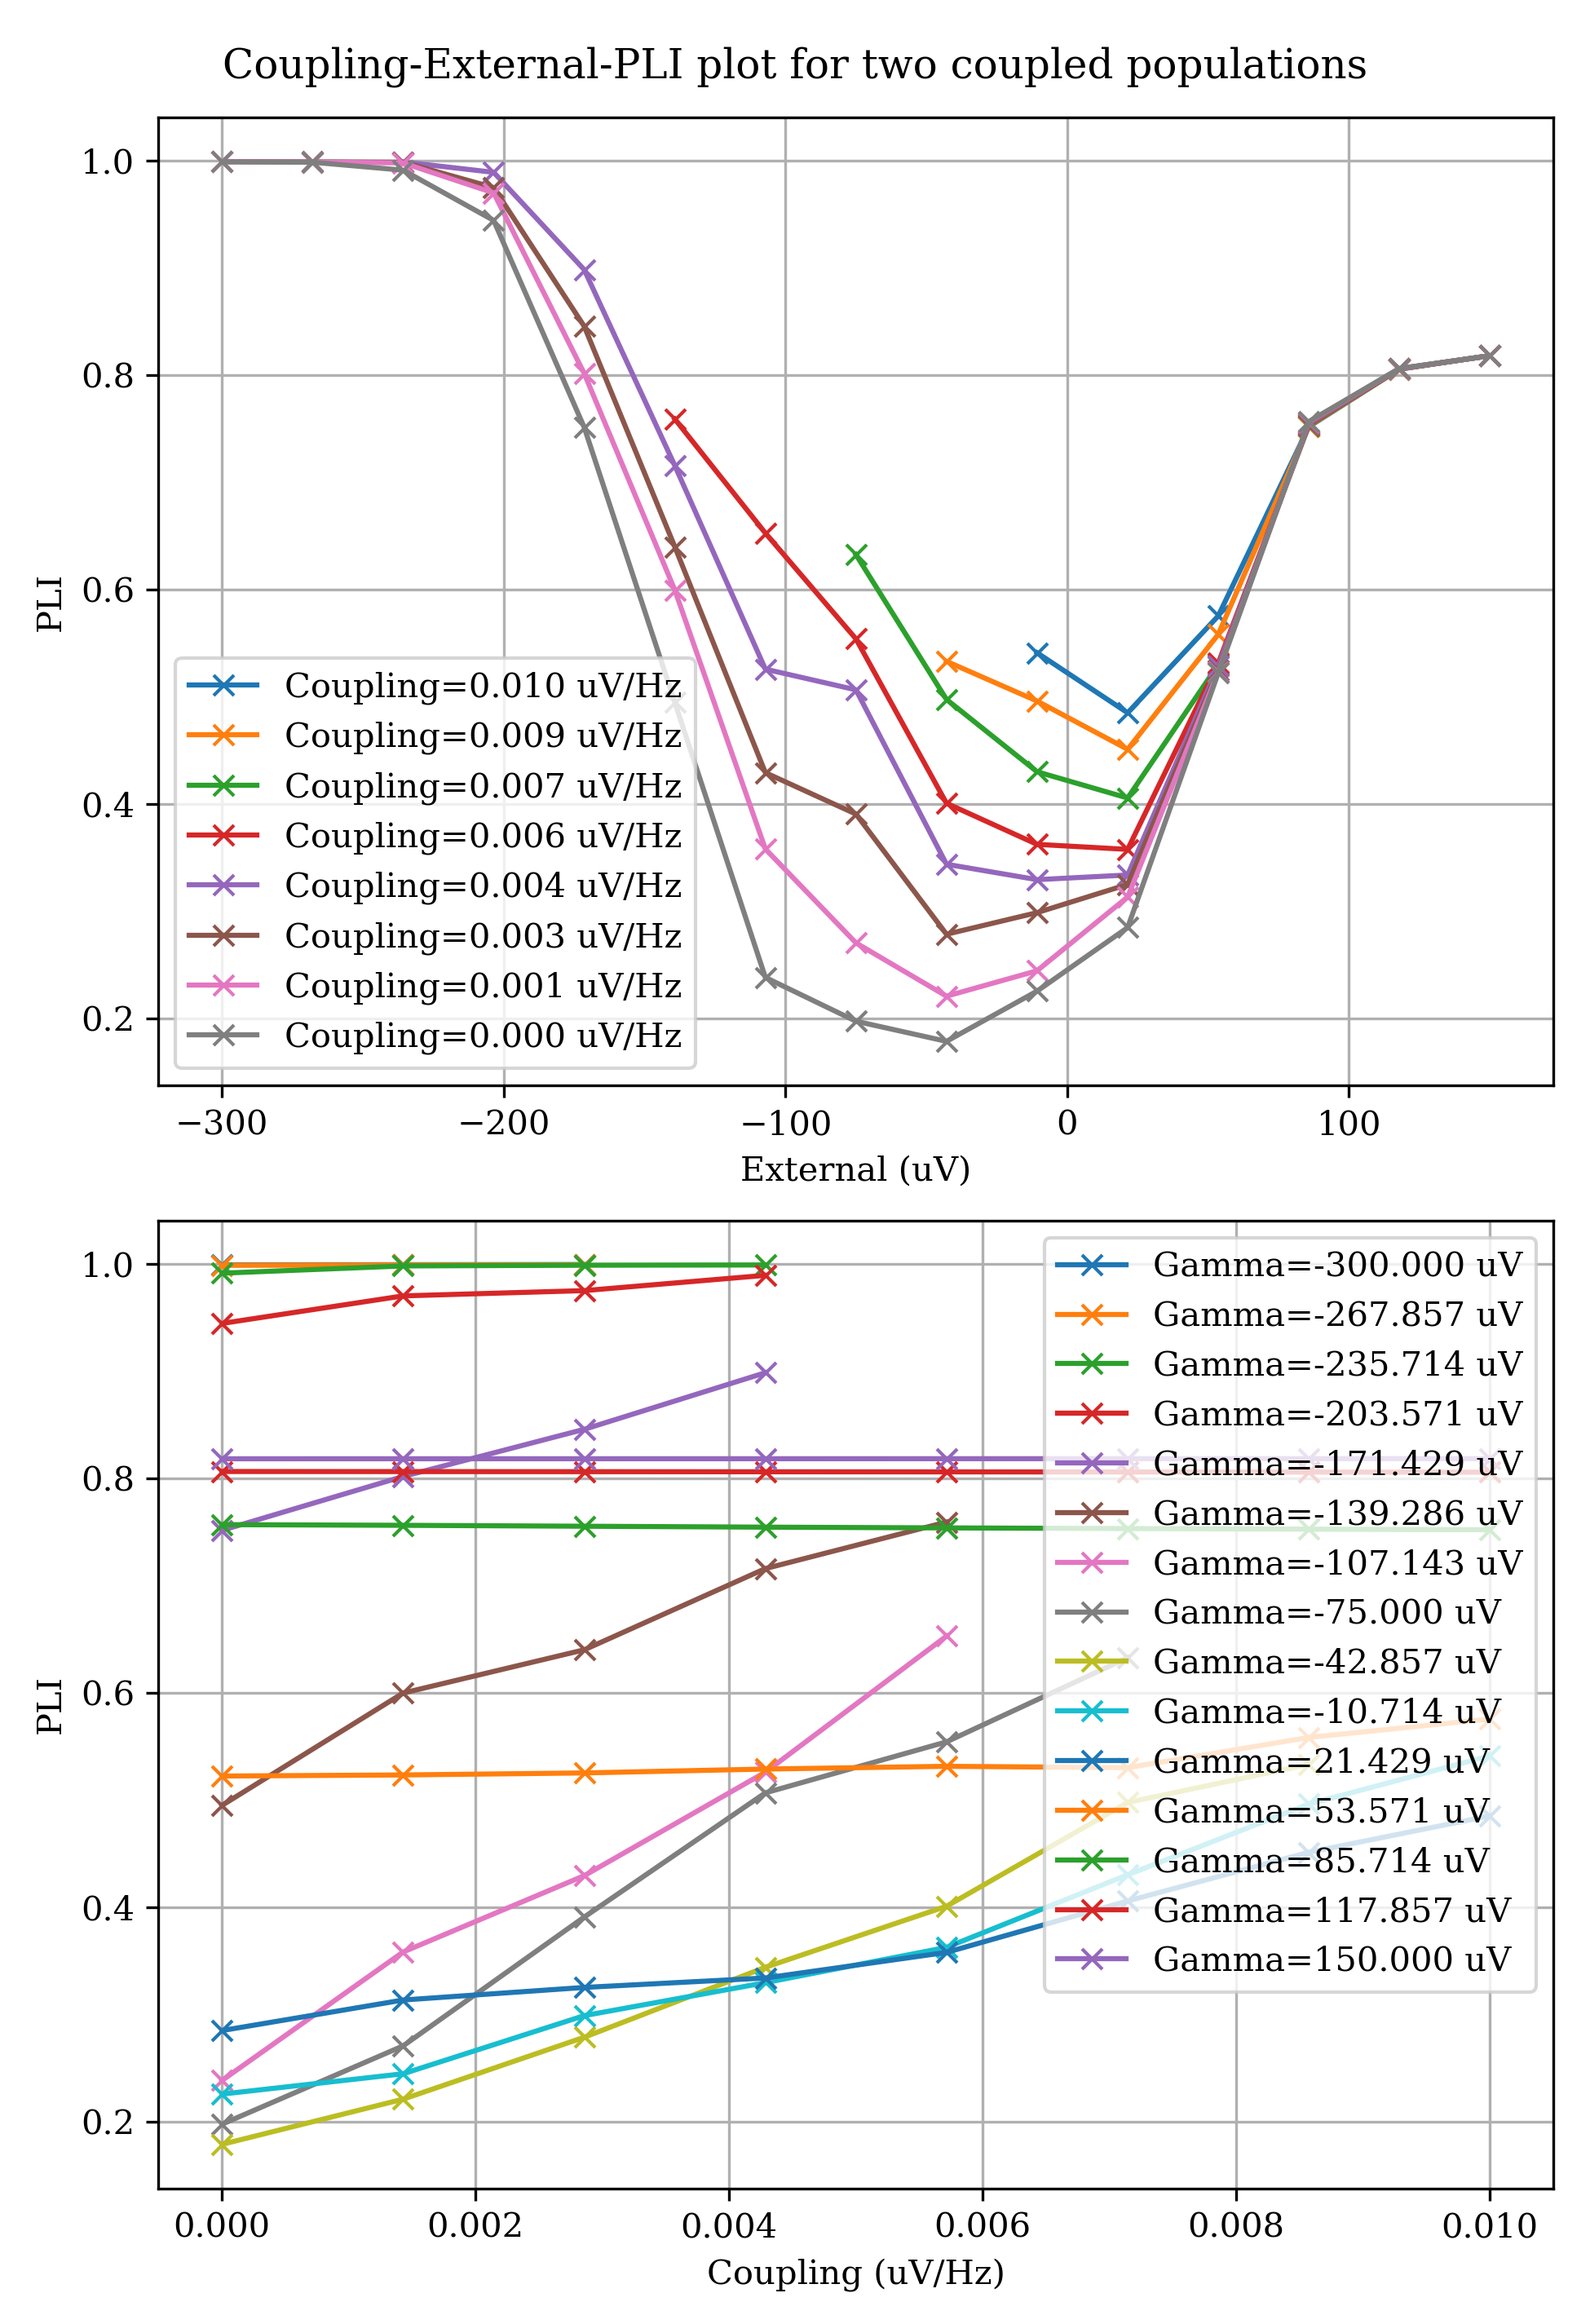 Coupling-External-PLI plot for two coupled populations
1.0
0.8
0.6
0.4
0.2
PLI
Coupling=0.010 uV/Hz
Coupling=0.009 uV/Hz
Coupling=0.007 uV/Hz
Coupling=0.006 uV/Hz
Coupling=0.004 uV/Hz
Coupling=0.003 uV/Hz
Coupling=0.001 uV/Hz
Coupling=0.000 uV/Hz
−300 −200 −100 0 100
External (uV)
1.0
0.8
0.6
0.4
0.2
PLI
Gamma=-300.000 uV
Gamma=-267.857 uV
Gamma=-235.714 uV
Gamma=-203.571 uV
Gamma=-171.429 uV
Gamma=-139.286 uV
Gamma=-107.143 uV
Gamma=-75.000 uV
Gamma=-42.857 uV
Gamma=-10.714 uV
Gamma=21.429 uV
Gamma=53.571 uV
Gamma=85.714 uV
Gamma=117.857 uV
Gamma=150.000 uV
0.000 0.002 0.004 0.006 0.008 0.010
Coupling (uV/Hz)